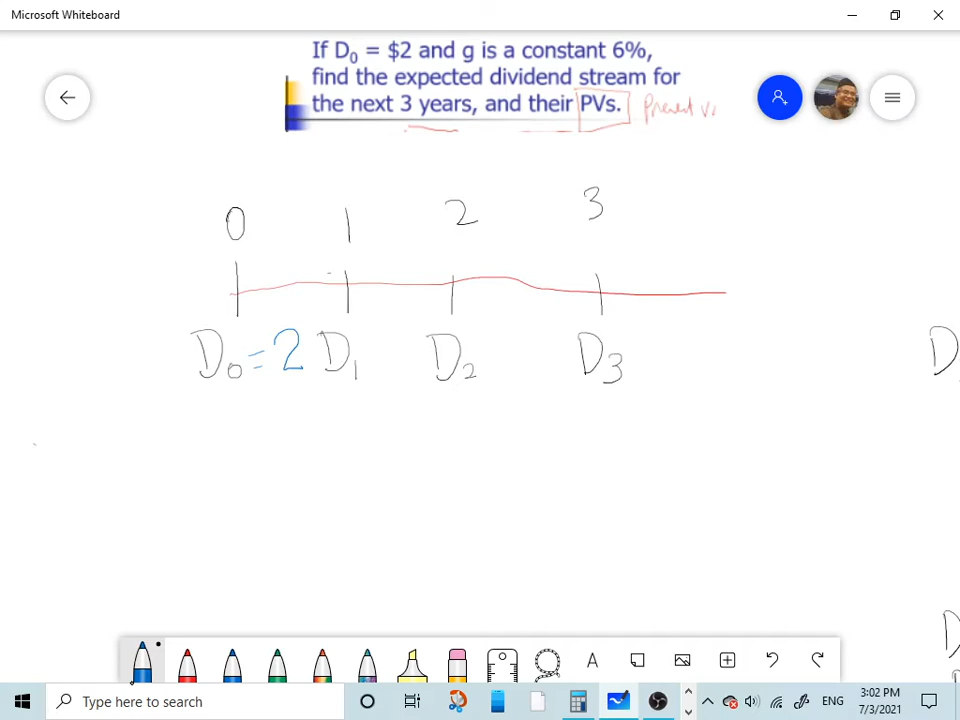 Microsoft Whiteboard
If D₀ = $2 and g is a constant 6%,
find the expected dividend stream for
the next 3 years, and their PVs.
0 1 2 3
D₀ = 2 D₁ D₂ D₃ D
D
Type here to search
ENG
3:02 PM
7/3/2021